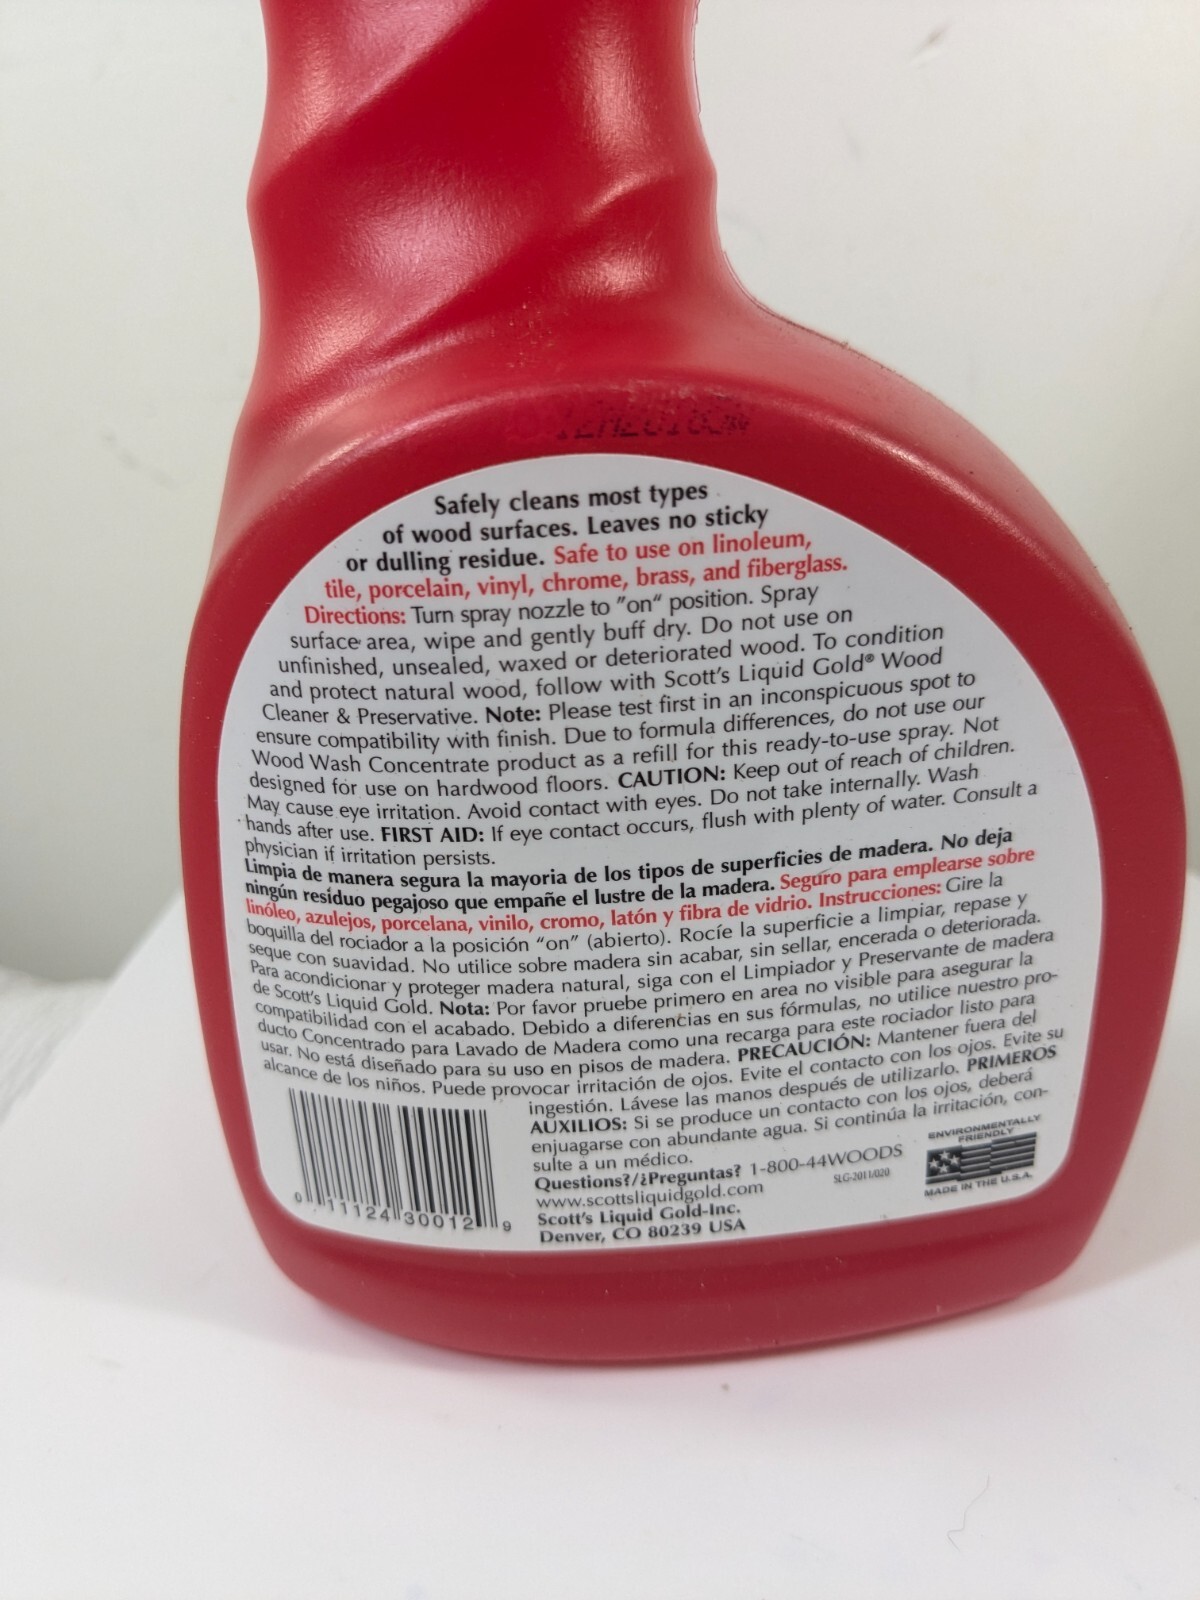 Safely cleans most types
of wood surfaces. Leaves no sticky
or dulling residue. Safe to use on linoleum,
tile, porcelain, vinyl, chrome, brass, and fiberglass.
Directions: Turn spray nozzle to "on" position. Spray
surface area, wipe and gently buff dry. Do not use on
unfinished, unsealed, waxed or deteriorated wood. To condition
and protect natural wood, follow with Scott's Liquid Gold® Wood
Cleaner & Preservative. Note: Please test first in an inconspicuous spot to
ensure compatibility with finish. Due to formula differences, do not use our
Wood Wash Concentrate product as a refill for this ready-to-use spray. Not
designed for use on hardwood floors. CAUTION: Keep out of reach of children.
May cause eye irritation. Avoid contact with eyes. Do not take internally. Wash
hands after use. FIRST AID: If eye contact occurs, flush with plenty of water. Consult a
physician if irritation persists.
Limpia de manera segura la mayoria de los tipos de superficies de madera. No deja
ningún resíduo pegajoso que empañe el lustre de la madera. Seguro para emplearse sobre
linóleo, azulejos, porcelana, vinilo, cromo, latón y fibra de vidrio. Instrucciones: Gire la
boquilla del rociador a la posición "on" (abierto). Rocíe la superficie a limpiar, repase y
seque con suavidad. No utilice sobre madera sin acabar, sin sellar, encerada o deteriorada.
Para acondicionar y proteger madera natural, siga con el Limpiador y Preservante de madera
de Scott's Liquid Gold. Nota: Por favor pruebe primero en area no visible para asegurar la
compatibilidad con el acabado. Debido a diferencias en sus fórmulas, no utilice nuestro pro-
ducto Concentrado para Lavado de Madera como una recarga para este rociador listo para
usar. No está diseñado para su uso en pisos de madera. PRECAUCIÓN: Mantener fuera del
alcance de los niños. Puede provocar irritación de ojos. Evite el contacto con los ojos. Evite su
ingestión. Lávese las manos después de utilizarlo. PRIMEROS
AUXILIOS: Si se produce un contacto con los ojos, deberá
enjuagarse con abundante agua. Si continúa la irritación, con-
sulte a un médico.
Questions?/¿Preguntas? 1-800-44WOODS
www.scottsliquidgold.com
SLG-2011/020
Scott's Liquid Gold-Inc.
Denver, CO 80239 USA
ENVIRONMENTALLY
FRIENDLY
MADE IN THE U.S.A.
0 11124 30012 9